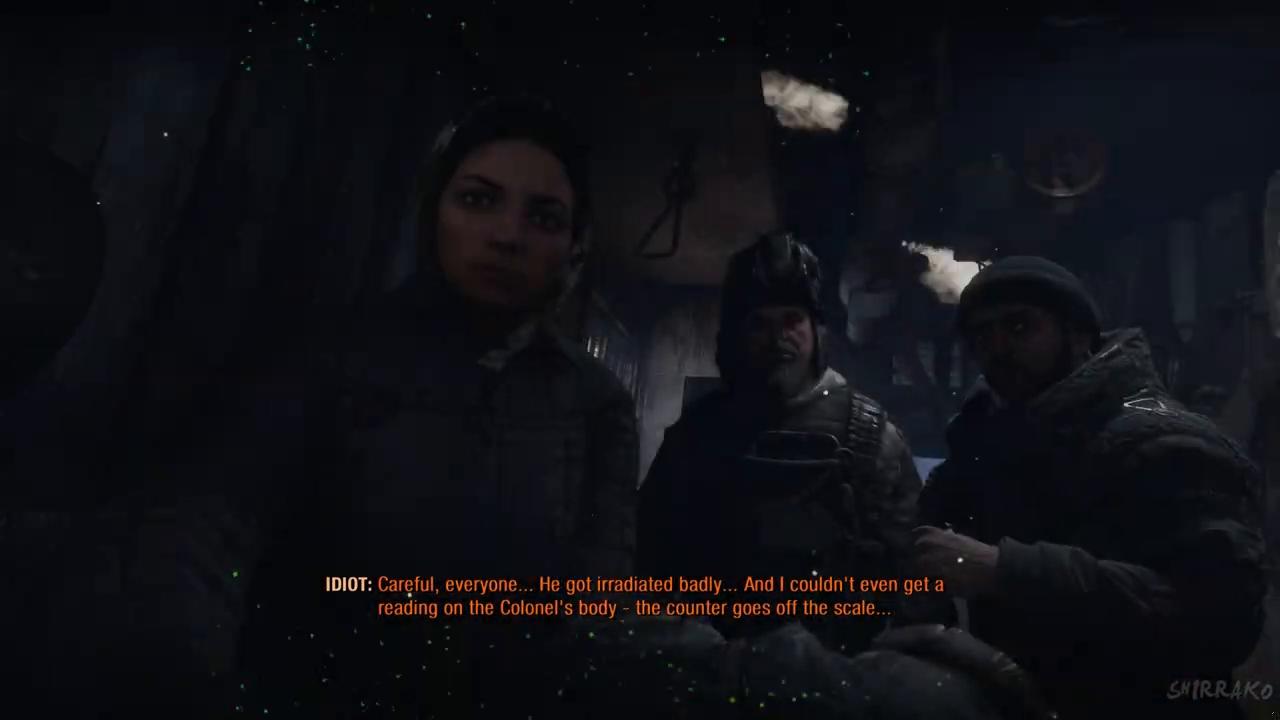 IDIOT: Careful, everyone... He got irradiated badly... And I couldn't even get a
reading on the Colonel's body - the counter goes off the scale...
SHIRRAKO